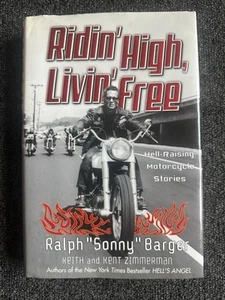 Ridin' High,
Livin' Free
Hell-Raising
Motorcycle
Stories
Ralph "Sonny" Barger
Keith and Kent Zimmerman
Authors of the New York Times Bestseller HELL'S ANGEL